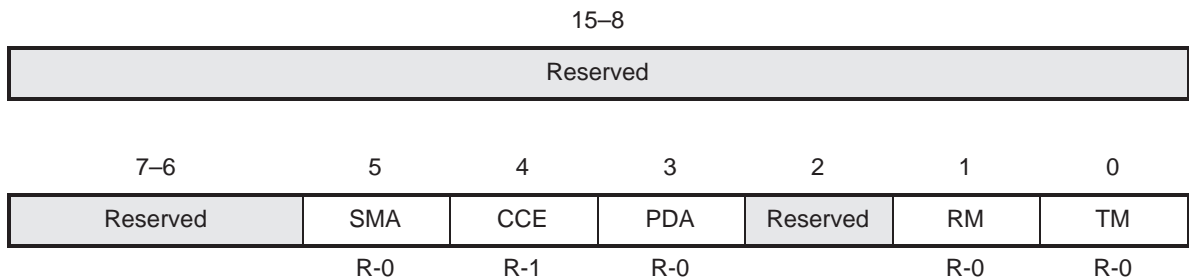 15–8
Reserved
7–6 5 4 3 2 1 0
Reserved SMA CCE PDA Reserved RM TM
R-0 R-1 R-0 R-0 R-0